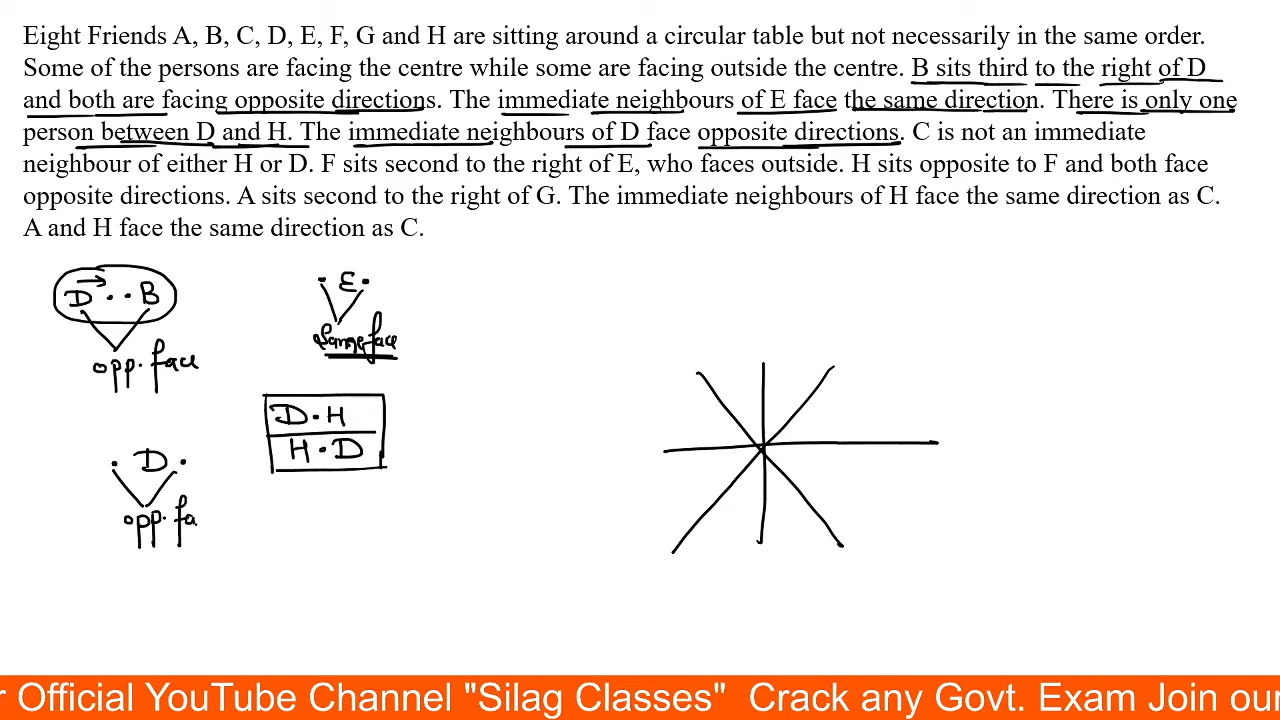 Eight Friends A, B, C, D, E, F, G and H are sitting around a circular table but not necessarily in the same order.
Some of the persons are facing the centre while some are facing outside the centre. B sits third to the right of D
and both are facing opposite directions. The immediate neighbours of E face the same direction. There is only one
person between D and H. The immediate neighbours of D face opposite directions. C is not an immediate
neighbour of either H or D. F sits second to the right of E, who faces outside. H sits opposite to F and both face
opposite directions. A sits second to the right of G. The immediate neighbours of H face the same direction as C.
A and H face the same direction as C.
D . . B
opp. face
. E .
Same face
D . H
H . D
. D .
opp. fa
r Official YouTube Channel "Silag Classes" Crack any Govt. Exam Join our